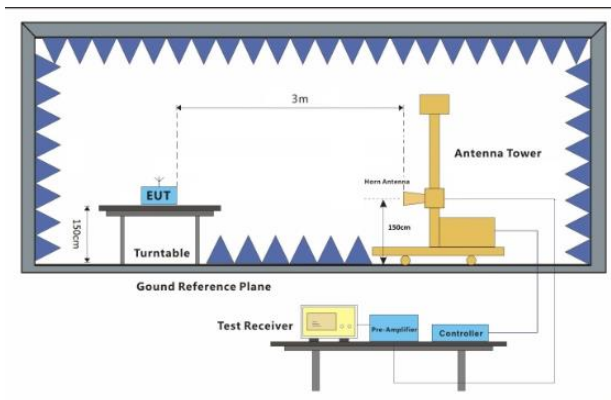 3m
Antenna Tower
Horn Antenna
EUT
150cm
150cm
Turntable
Gound Reference Plane
Test Receiver
Pre-Amplifier
Controller